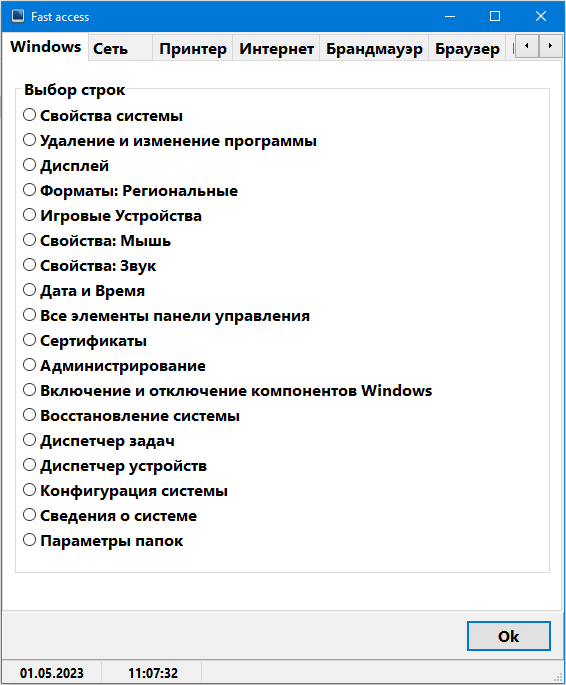 Fast access
Windows Сеть Принтер Интернет Брандмауэр Браузер
Выбор строк
Свойства системы
Удаление и изменение программы
Дисплей
Форматы: Региональные
Игровые Устройства
Свойства: Мышь
Свойства: Звук
Дата и Время
Все элементы панели управления
Сертификаты
Администрирование
Включение и отключение компонентов Windows
Восстановление системы
Диспетчер задач
Диспетчер устройств
Конфигурация системы
Сведения о системе
Параметры папок
Ok
01.05.2023 11:07:32